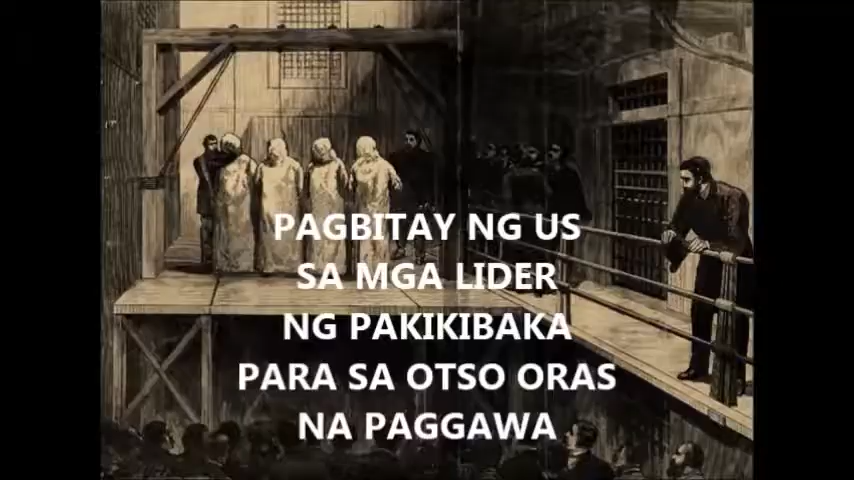 PAGBITAY NG US
SA MGA LIDER
NG PAKIKIBAKA
PARA SA OTSO ORAS
NA PAGGAWA